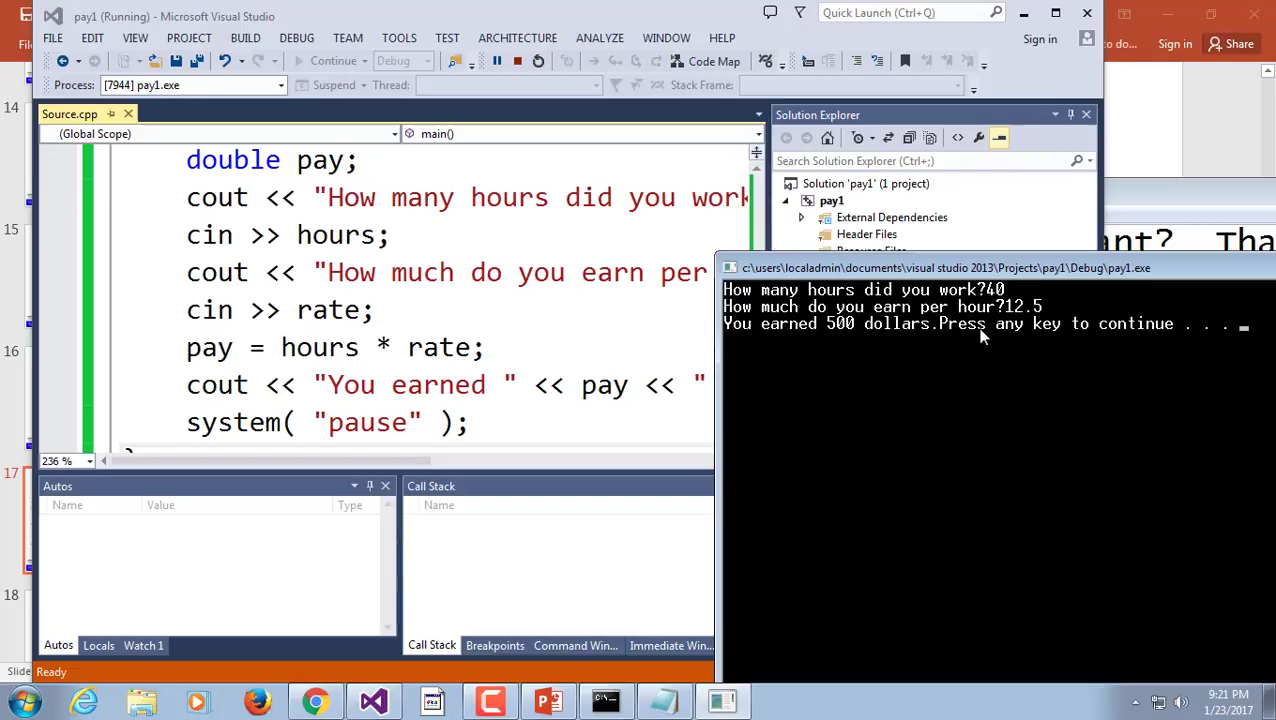 pay1 (Running) - Microsoft Visual Studio
Quick Launch (Ctrl+Q)
FILE EDIT VIEW PROJECT BUILD DEBUG TEAM TOOLS TEST ARCHITECTURE ANALYZE WINDOW HELP
Sign in
to do... Sign in Share
Continue Debug Code Map
Process: [7944] pay1.exe Suspend Thread: Stack Frame:
Source.cpp
(Global Scope) main()
double pay;
cout << "How many hours did you work
cin >> hours;
cout << "How much do you earn per
cin >> rate;
pay = hours * rate;
cout << "You earned " << pay << "
system( "pause" );
}
236 %
Solution Explorer
Search Solution Explorer (Ctrl+;)
Solution 'pay1' (1 project)
pay1
External Dependencies
Header Files
Resource Files
ant? Tha
c:\users\localadmin\documents\visual studio 2013\Projects\pay1\Debug\pay1.exe
How many hours did you work?40
How much do you earn per hour?12.5
You earned 500 dollars.Press any key to continue . . .
Autos
Name Value Type
Autos Locals Watch 1
Call Stack
Name
Call Stack Breakpoints Command Win... Immediate Win...
Ready
14
15
16
17
18
Slide
9:21 PM
1/23/2017